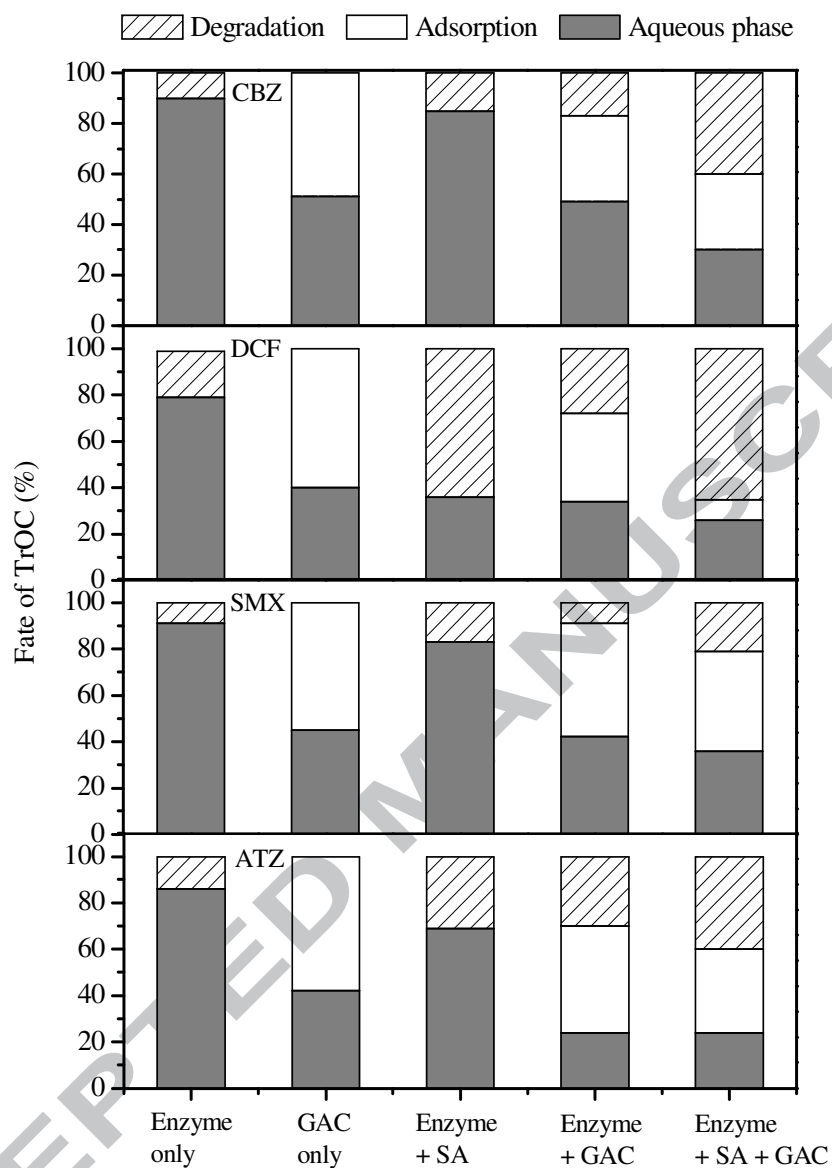 Degradation Adsorption Aqueous phase
100
80
60
40
20
0
CBZ
100
80
60
40
20
0
DCF
100
80
60
40
20
0
SMX
100
80
60
40
20
0
ATZ
Fate of TrOC (%)
Enzyme only
GAC only
Enzyme + SA
Enzyme + GAC
Enzyme + SA + GAC
EPTED MANUSC